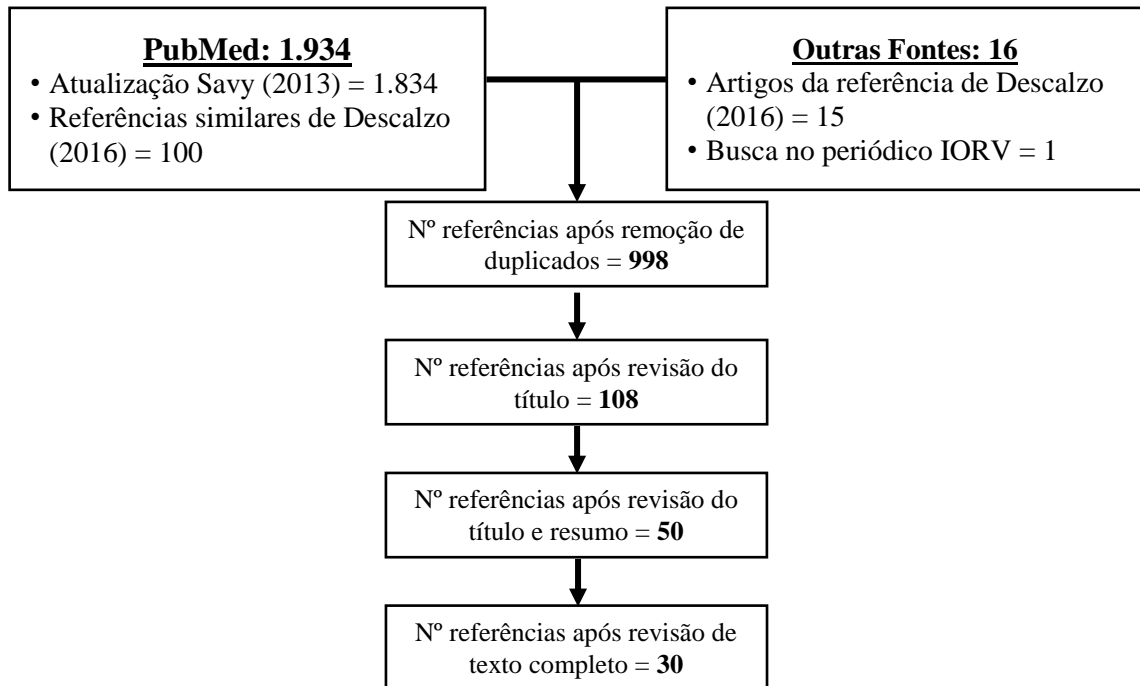 PubMed: 1.934
• Atualização Savy (2013) = 1.834
• Referências similares de Descalzo
(2016) = 100
Outras Fontes: 16
• Artigos da referência de Descalzo
(2016) = 15
• Busca no periódico IORV = 1
Nº referências após remoção de
duplicados = 998
Nº referências após revisão do
título = 108
Nº referências após revisão do
título e resumo = 50
Nº referências após revisão de
texto completo = 30